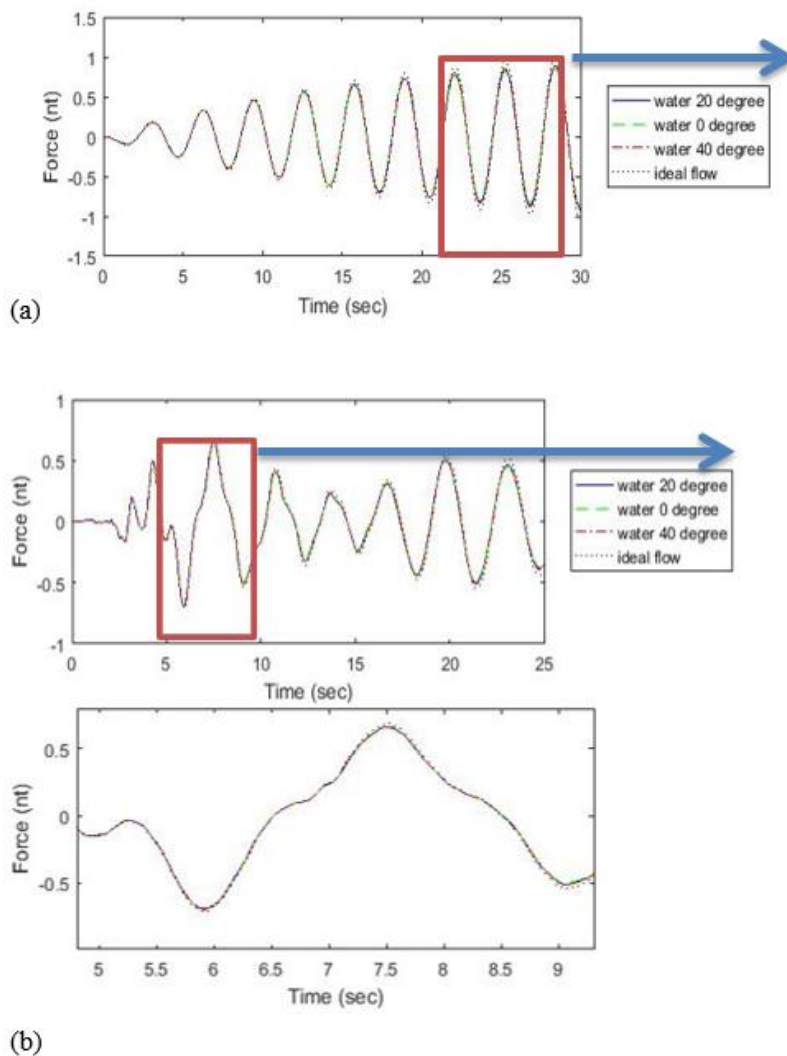 1.5
1
0.5
0
-0.5
-1
-1.5
Force (nt)
0 5 10 15 20 25 30
Time (sec)
water 20 degree
water 0 degree
water 40 degree
ideal flow
(a)
1
0.5
0
-0.5
-1
Force (nt)
0 5 10 15 20 25
Time (sec)
water 20 degree
water 0 degree
water 40 degree
ideal flow
0.5
0
-0.5
Force (nt)
5 5.5 6 6.5 7 7.5 8 8.5 9
Time (sec)
(b)